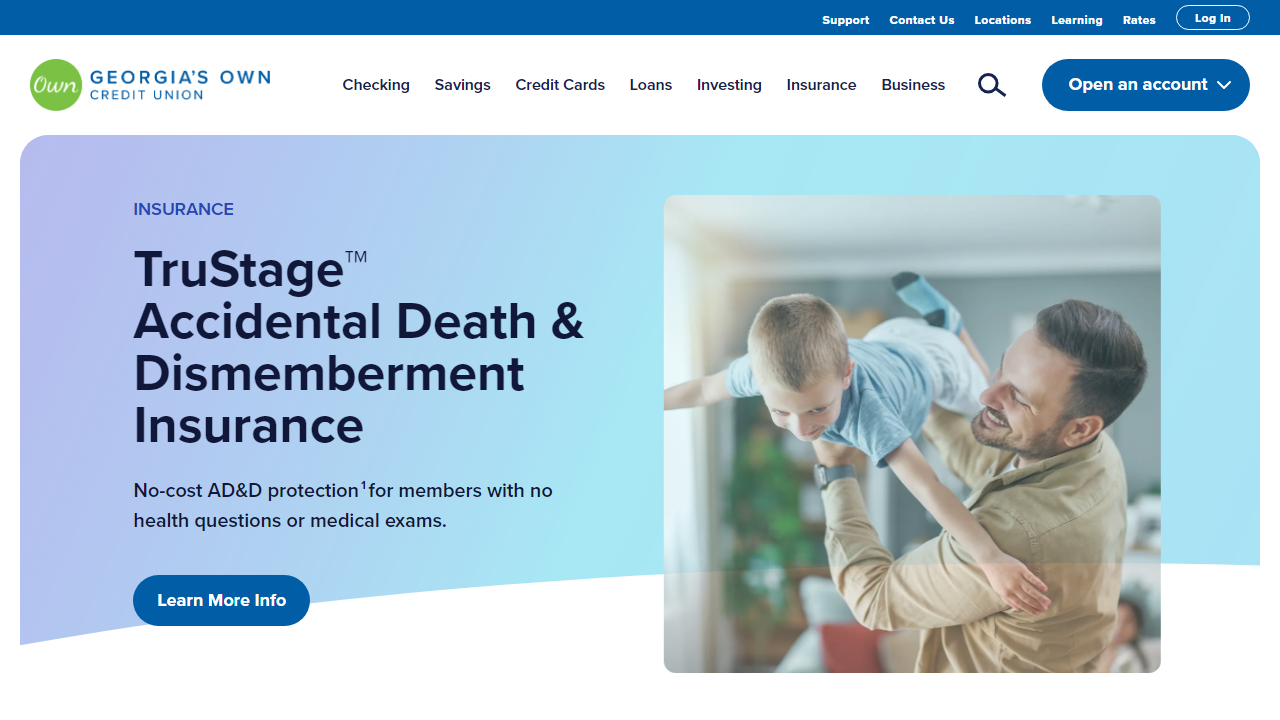 Support Contact Us Locations Learning Rates Log In
Own GEORGIA'S OWN
CREDIT UNION
Checking Savings Credit Cards Loans Investing Insurance Business Open an account
INSURANCE
TruStage™
Accidental Death &
Dismemberment
Insurance
No-cost AD&D protection¹ for members with no
health questions or medical exams.
Learn More Info